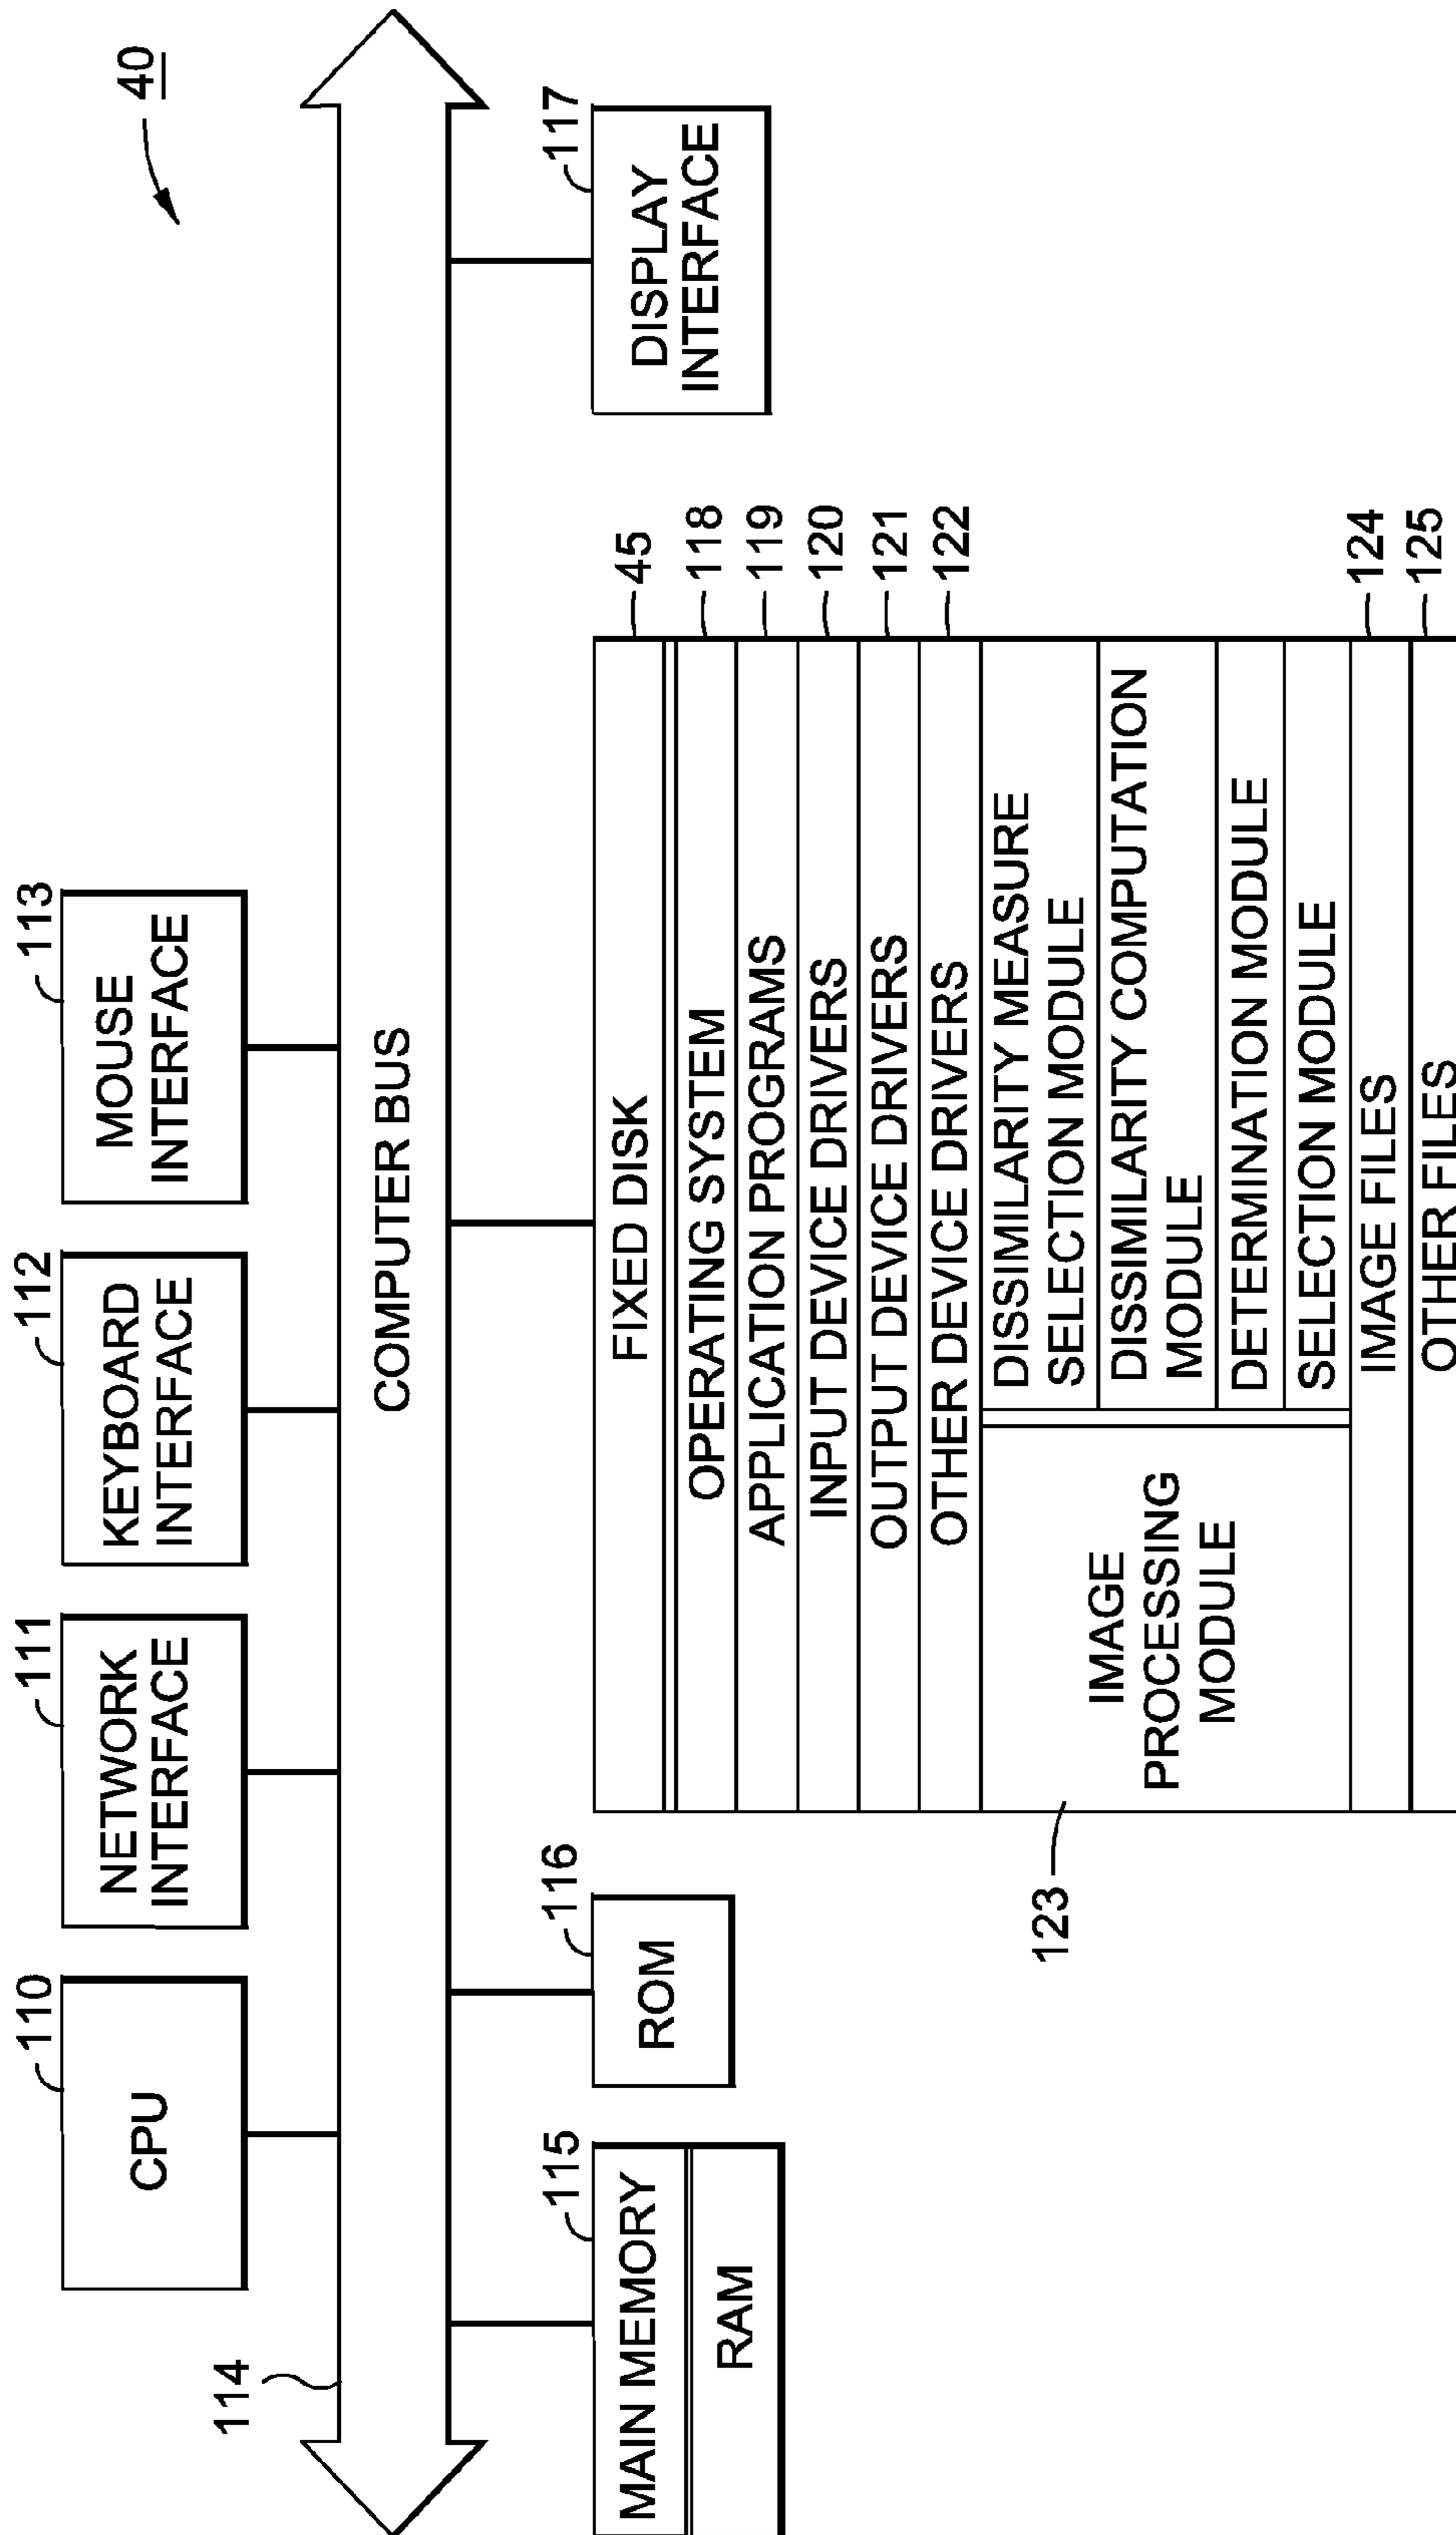 40
110
CPU
111
NETWORK
INTERFACE
112
KEYBOARD
INTERFACE
113
MOUSE
INTERFACE
114
COMPUTER BUS
115
MAIN MEMORY
RAM
116
ROM
FIXED DISK
45
OPERATING SYSTEM
118
APPLICATION PROGRAMS
119
INPUT DEVICE DRIVERS
120
OUTPUT DEVICE DRIVERS
121
OTHER DEVICE DRIVERS
122
123
IMAGE
PROCESSING
MODULE
DISSIMILARITY MEASURE
SELECTION MODULE
DISSIMILARITY COMPUTATION
MODULE
DETERMINATION MODULE
SELECTION MODULE
IMAGE FILES
124
OTHER FILES
125
117
DISPLAY
INTERFACE